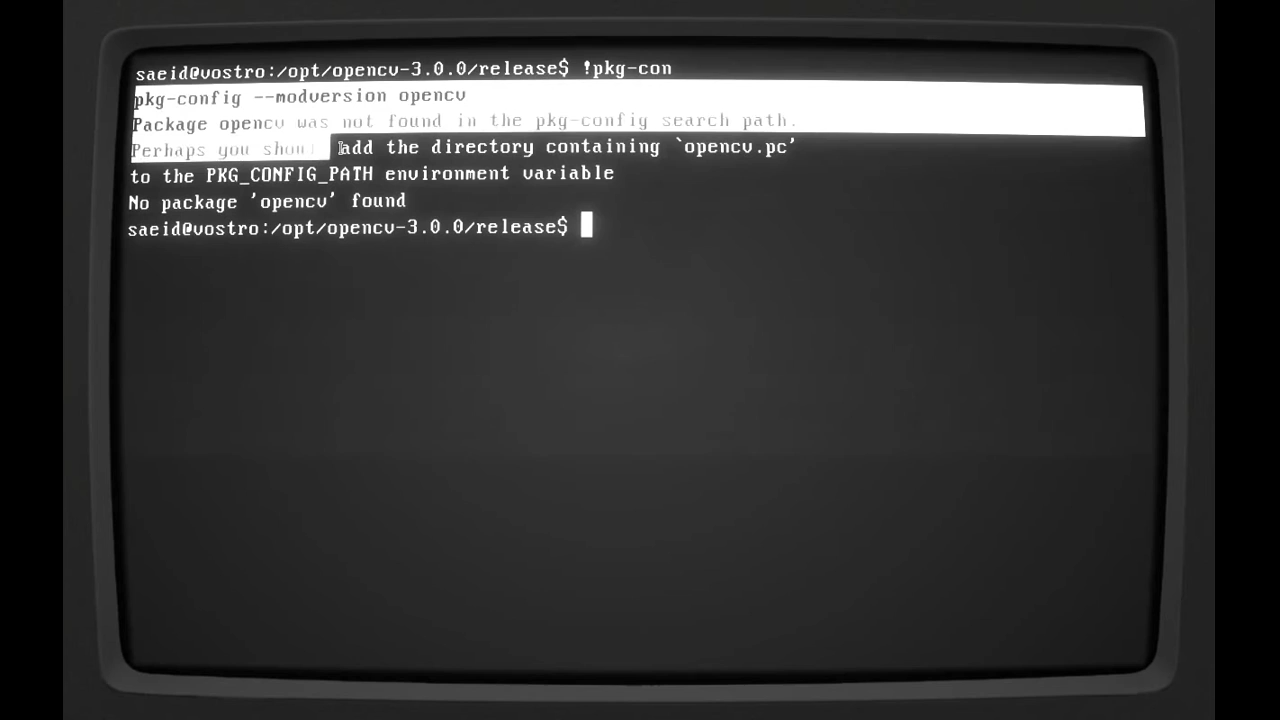 saeid@vostro:/opt/opencv-3.0.0/release$ !pkg-con
pkg-config --modversion opencv
Package opencv was not found in the pkg-config search path.
Perhaps you shoul add the directory containing `opencv.pc'
to the PKG_CONFIG_PATH environment variable
No package 'opencv' found
saeid@vostro:/opt/opencv-3.0.0/release$